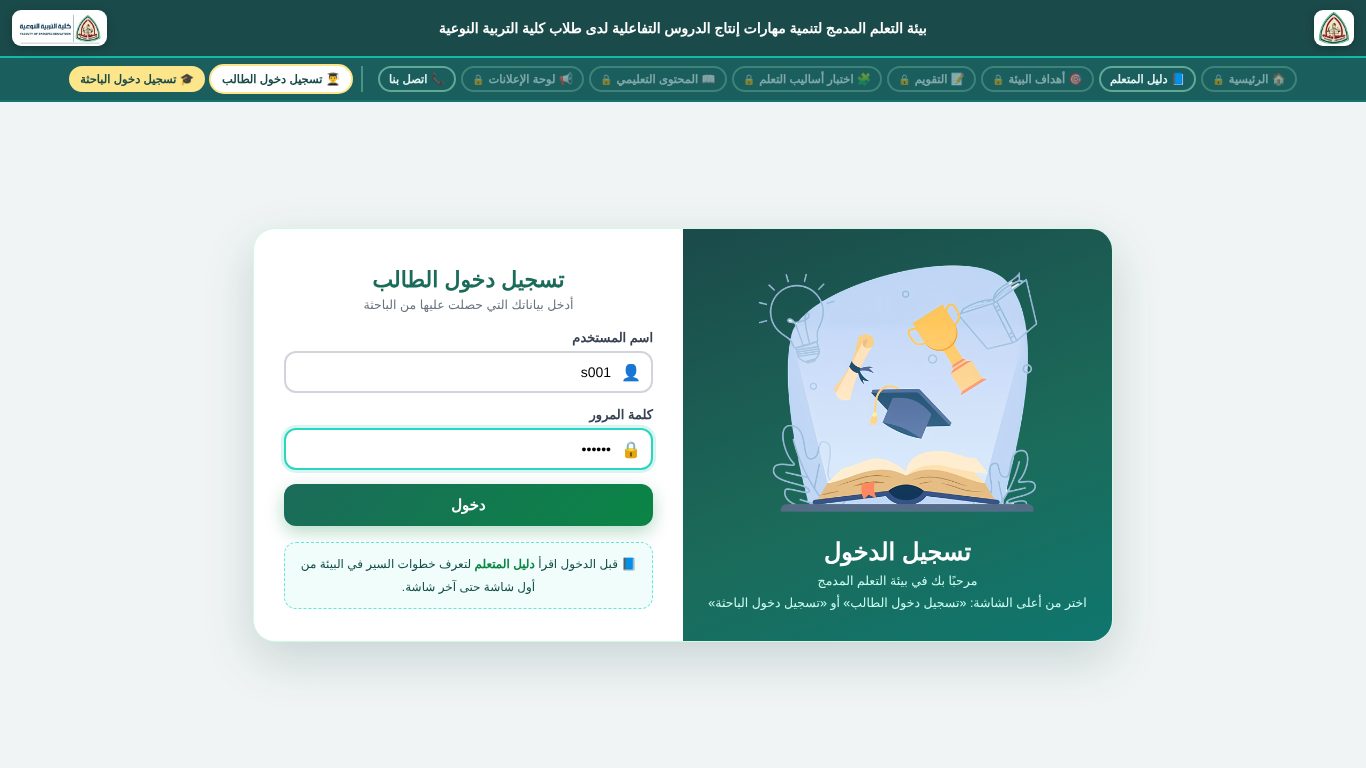 بيئة التعلم المدمج لتنمية مهارات إنتاج الدروس التفاعلية لدى طلاب كلية التربية النوعية
كلية التربية النوعية
🏠 الرئيسية 🔒
📘 دليل المتعلم
🎯 أهداف البيئة 🔒
📝 التقويم 🔒
🧩 اختبار أساليب التعلم 🔒
📖 المحتوى التعليمي 🔒
📢 لوحة الإعلانات 🔒
📞 اتصل بنا
👨‍🎓 تسجيل دخول الطالب
🎓 تسجيل دخول الباحثة
تسجيل الدخول
مرحبًا بك في بيئة التعلم المدمج
اختر من أعلى الشاشة: «تسجيل دخول الطالب» أو «تسجيل دخول الباحثة»
تسجيل دخول الطالب
أدخل بياناتك التي حصلت عليها من الباحثة
اسم المستخدم
👤 s001
كلمة المرور
🔒 ••••••
دخول
📘 قبل الدخول اقرأ دليل المتعلم لتعرف خطوات السير في البيئة من
أول شاشة حتى آخر شاشة.